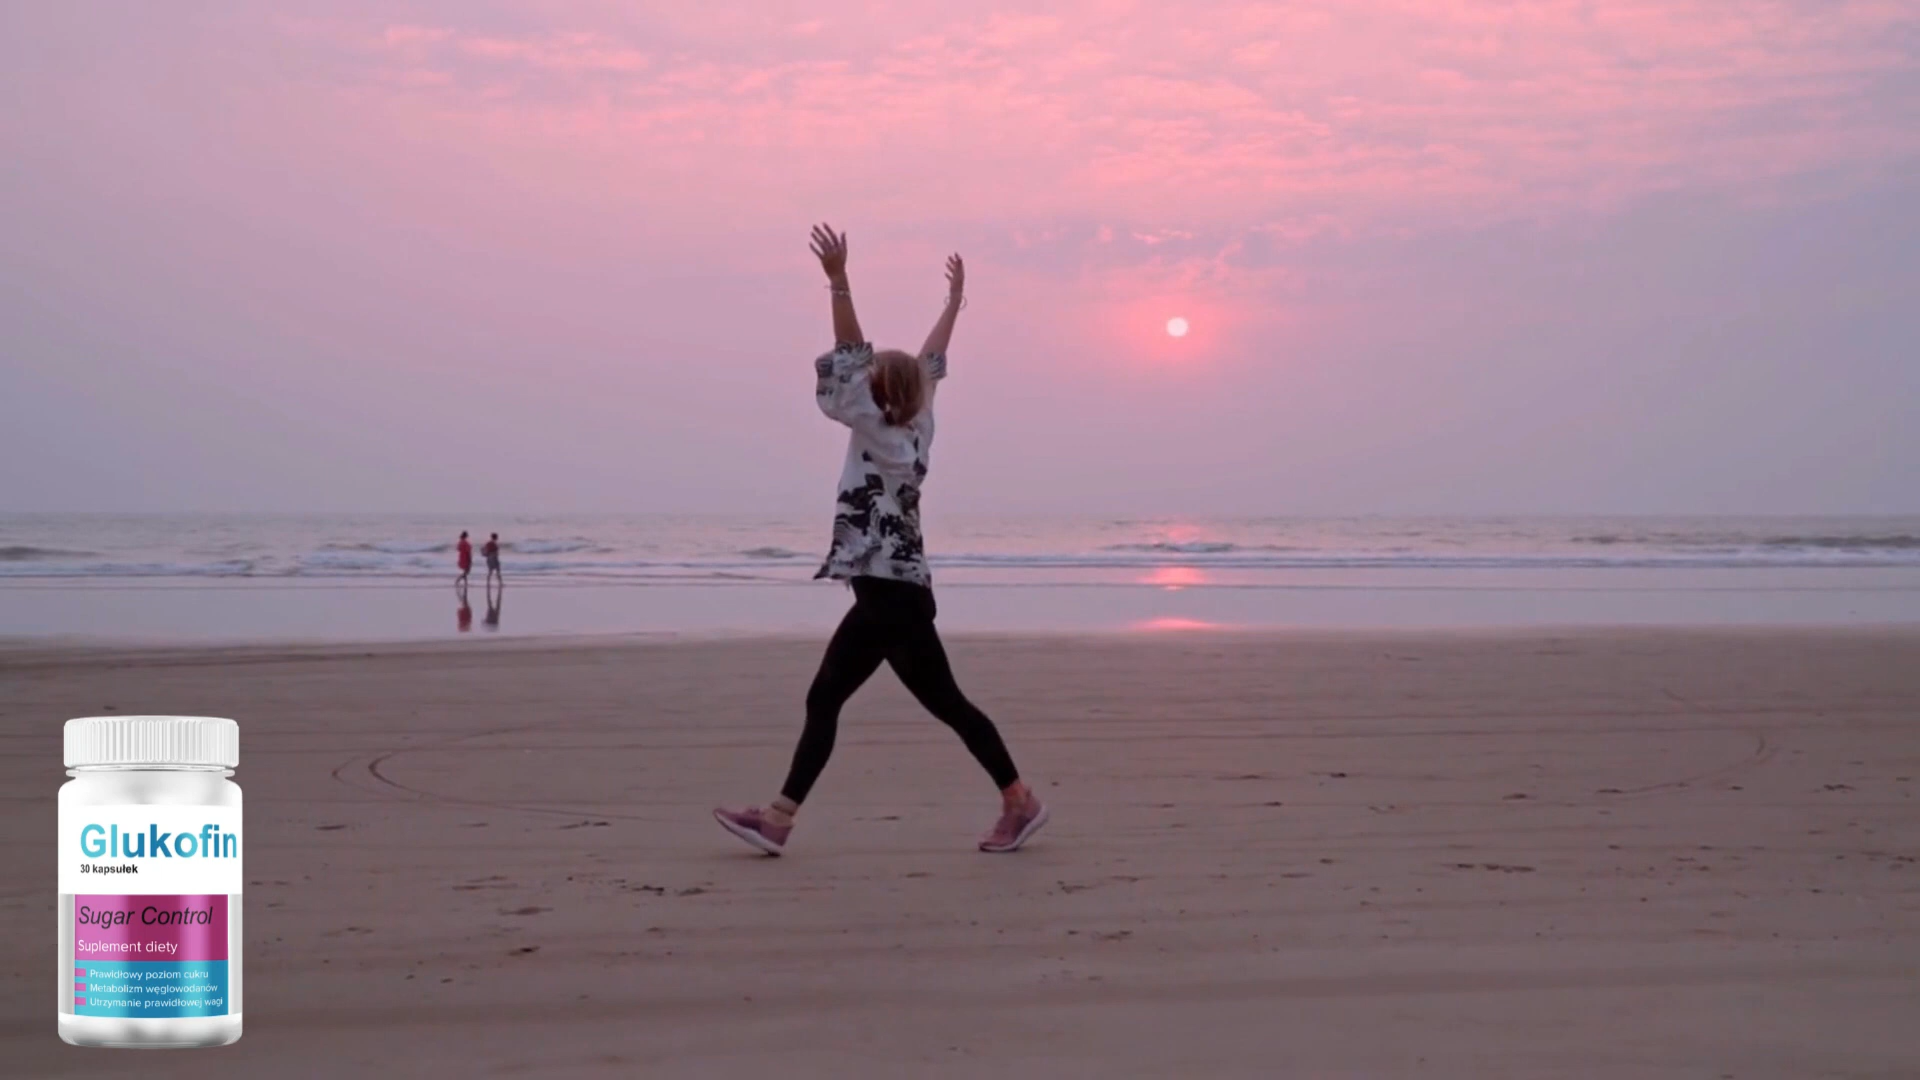 Glukofin
30 kapsułek
Sugar Control
Suplement diety
Prawidłowy poziom cukru
Metabolizm węglowodanów
Utrzymanie prawidłowej wagi